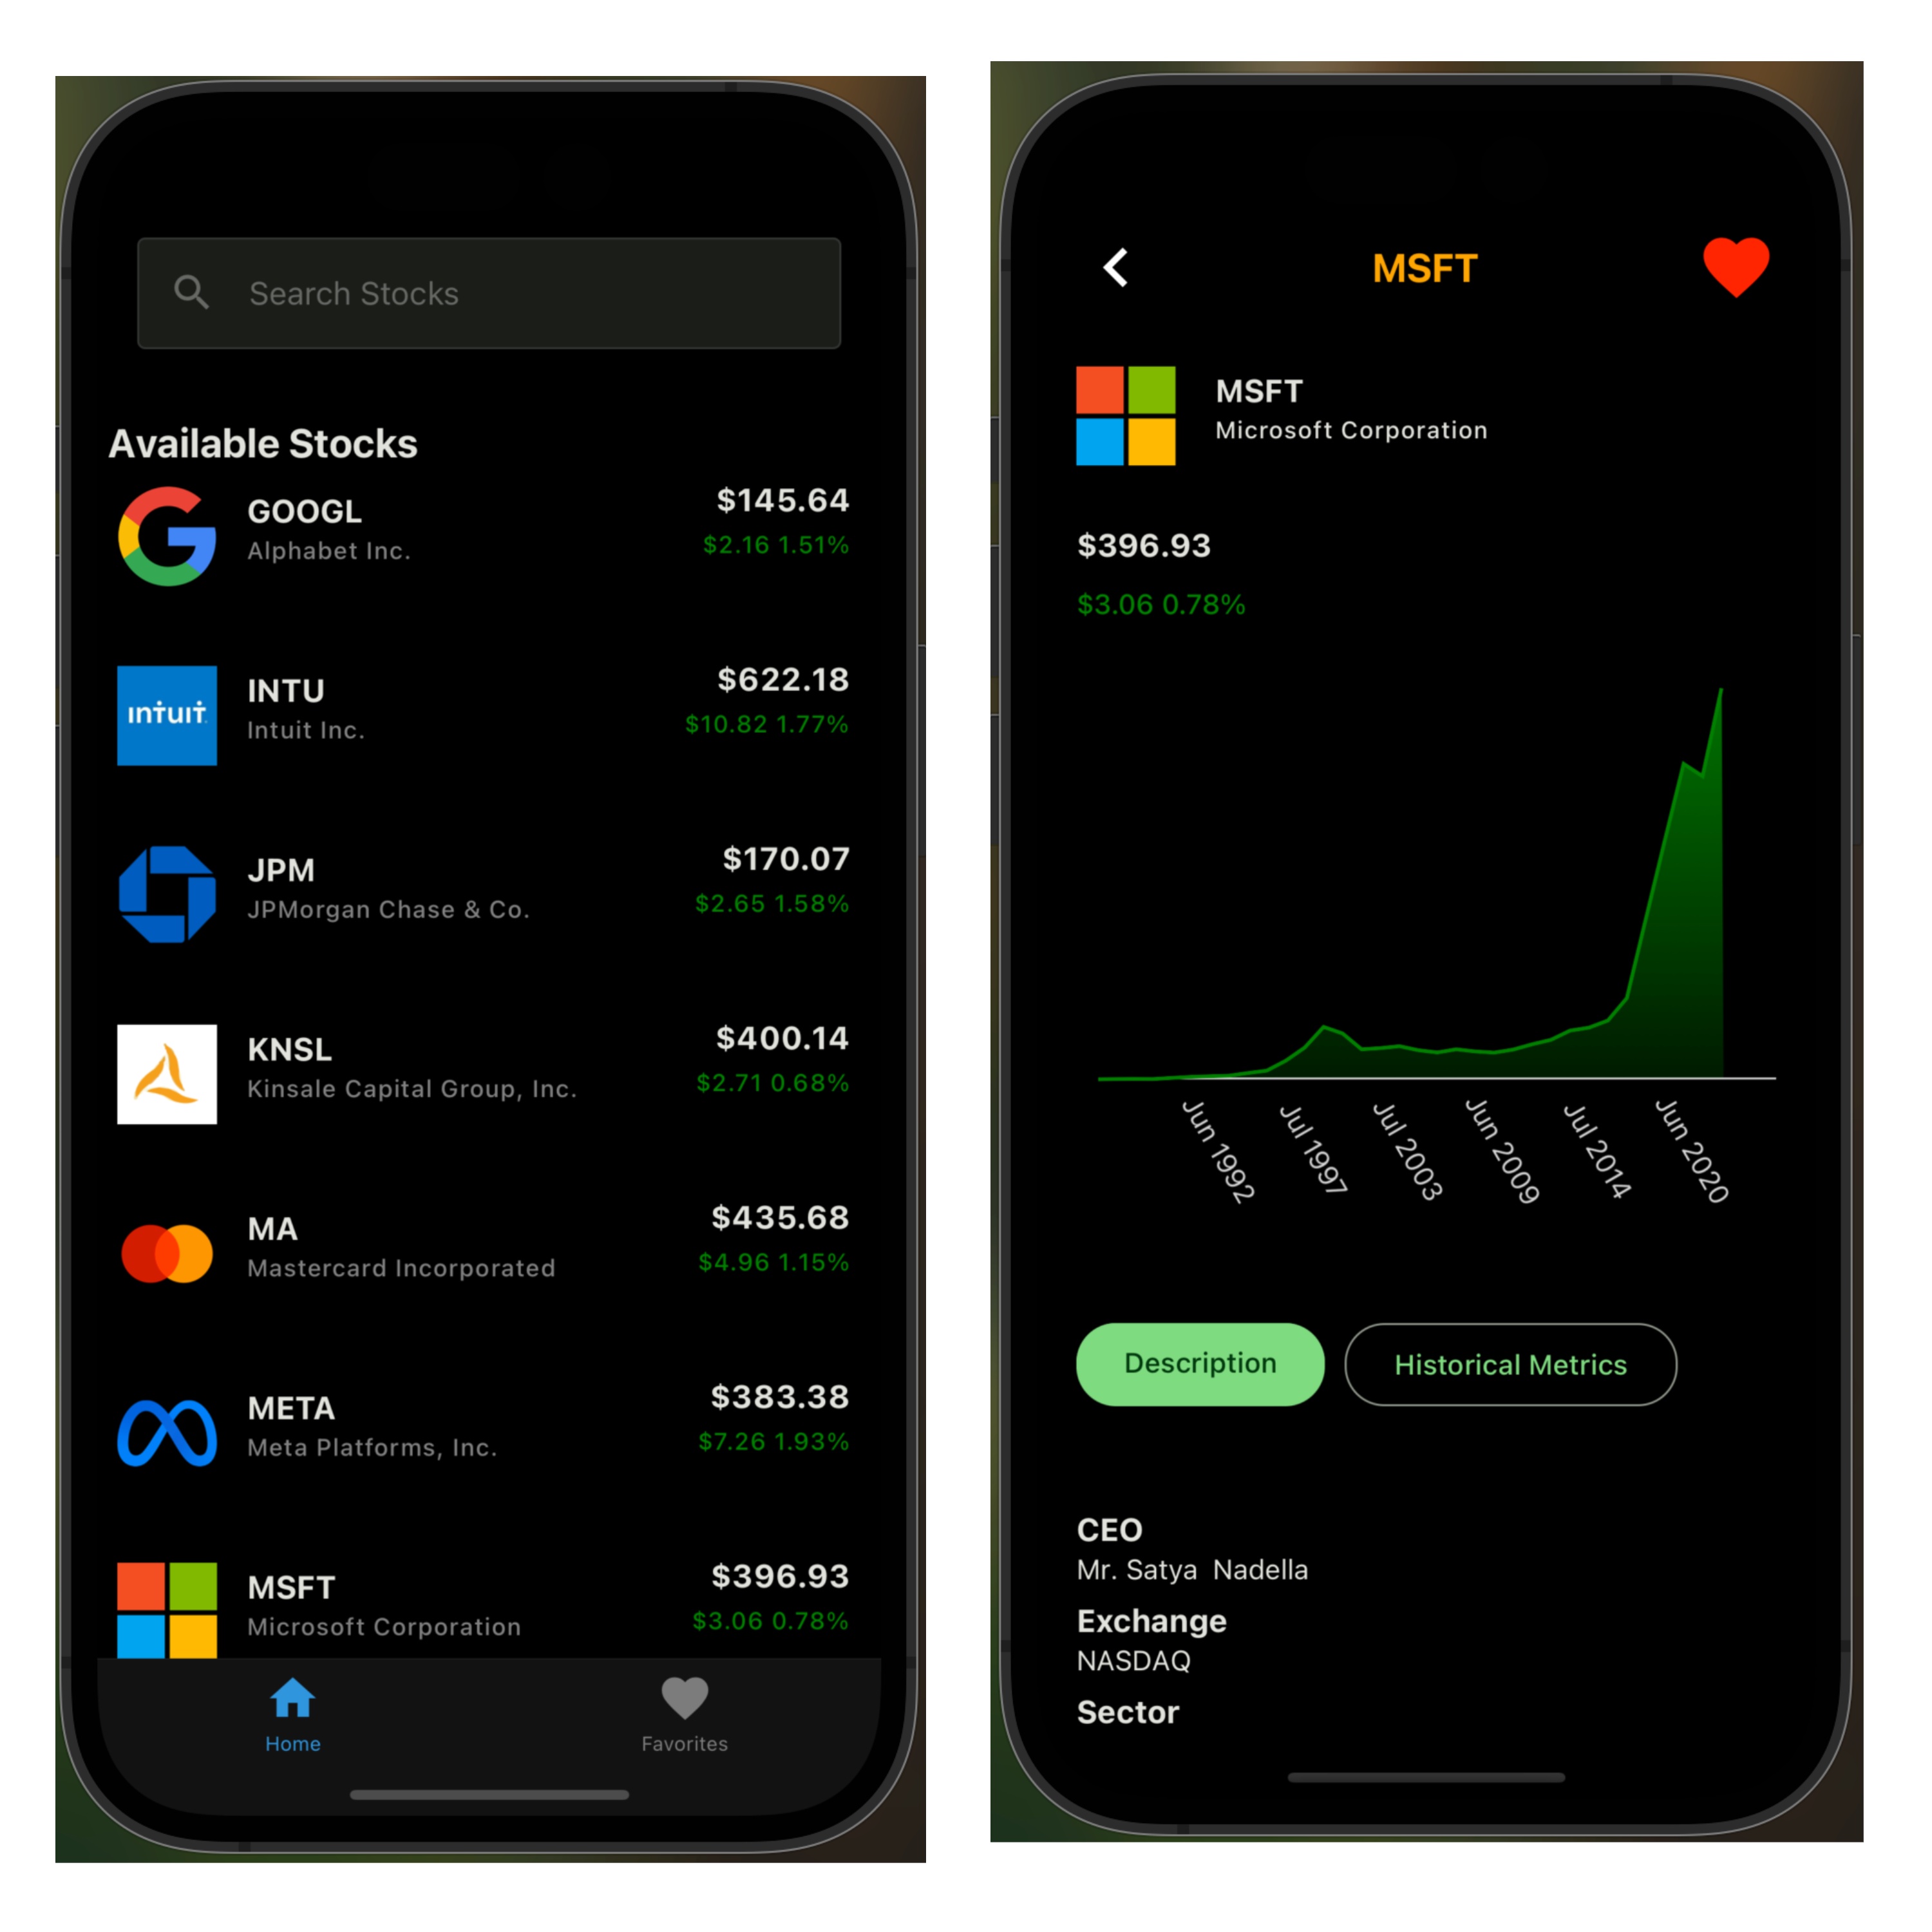 Search Stocks
Available Stocks
GOOGL
$145.64
Alphabet Inc.
$2.16 1.51%
INTU
$622.18
intuit
Intuit Inc.
$10.82 1.77%
JPM
$170.07
JPMorgan Chase & Co.
$2.65 1.58%
KNSL
$400.14
Kinsale Capital Group, Inc.
$2.71 0.68%
MA
$435.68
Mastercard Incorporated
$4.96 1.15%
META
$383.38
Meta Platforms, Inc.
$7.26 1.93%
MSFT
$396.93
Microsoft Corporation
$3.06 0.78%
Home
Favorites
MSFT
MSFT
Microsoft Corporation
$396.93
$3.06 0.78%
Jun 1992
Jul 1997
Jul 2003
Jun 2009
Jul 2014
Jun 2020
Description
Historical Metrics
CEO
Mr. Satya  Nadella
Exchange
NASDAQ
Sector